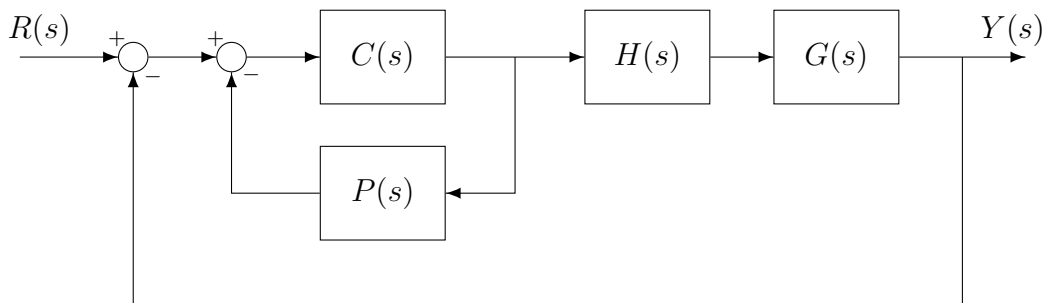 R(s) + − + − C(s) H(s) G(s) Y(s)
P(s)